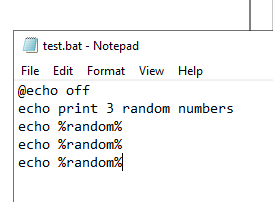 test.bat - Notepad
File Edit Format View Help
@echo off
echo print 3 random numbers
echo %random%
echo %random%
echo %random%